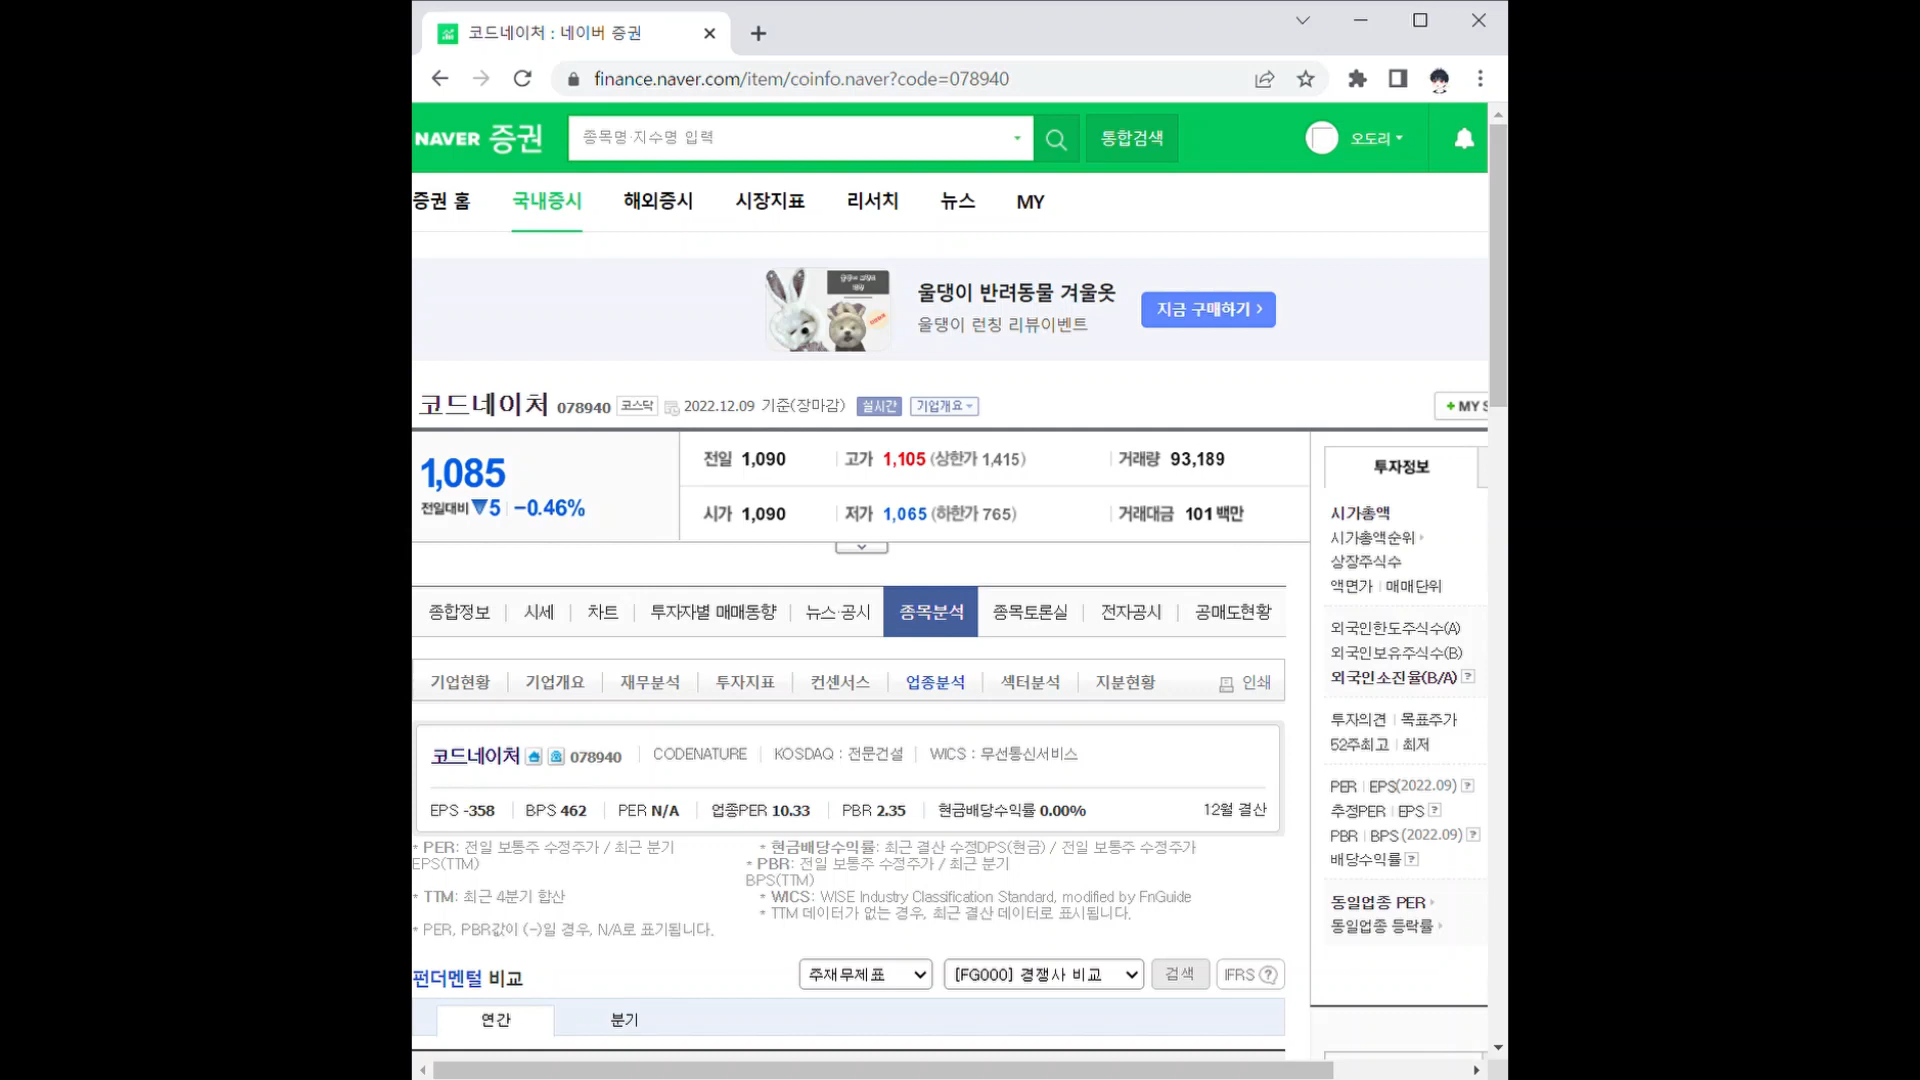 코드네이처 : 네이버 증권
finance.naver.com/item/coinfo.naver?code=078940
NAVER 증권
종목명·지수명 입력
통합검색
오도리
증권 홈 국내증시 해외증시 시장지표 리서치 뉴스 MY
울댕이 반려동물 겨울옷
울댕이 런칭 리뷰이벤트
지금 구매하기 >
코드네이처 078940 코스닥 2022.12.09 기준(장마감) 실시간 기업개요
+ MY S
1,085
전일대비 ▼5 | -0.46%
전일 1,090 | 고가 1,105 (상한가 1,415) | 거래량 93,189
시가 1,090 | 저가 1,065 (하한가 765) | 거래대금 101 백만
종합정보 | 시세 | 차트 | 투자자별 매매동향 | 뉴스·공시 종목분석 종목토론실 | 전자공시 | 공매도현황
기업현황 | 기업개요 | 재무분석 | 투자지표 | 컨센서스 | 업종분석 | 섹터분석 | 지분현황 인쇄
코드네이처 078940 | CODENATURE | KOSDAQ : 전문건설 | WICS : 무선통신서비스
EPS -358 | BPS 462 | PER N/A | 업종PER 10.33 | PBR 2.35 | 현금배당수익률 0.00% 12월 결산
* PER: 전일 보통주 수정주가 / 최근 분기
EPS(TTM)
* TTM: 최근 4분기 합산
* PER, PBR값이 (-)일 경우, N/A로 표기됩니다.
* 현금배당수익률: 최근 결산 수정DPS(현금) / 전일 보통주 수정주가
* PBR: 전일 보통주 수정주가 / 최근 분기
BPS(TTM)
* WICS: WISE Industry Classification Standard, modified by FnGuide
* TTM 데이터가 없는 경우, 최근 결산 데이터로 표시됩니다.
펀더멘털 비교
주재무제표 [FG000] 경쟁사 비교 검색 IFRS ?
연간 분기
투자정보
시가총액
시가총액순위
상장주식수
액면가 | 매매단위
외국인한도주식수(A)
외국인보유주식수(B)
외국인소진율(B/A) ?
투자의견 | 목표주가
52주최고 | 최저
PER | EPS(2022.09) ?
추정PER | EPS ?
PBR | BPS (2022.09) ?
배당수익률 ?
동일업종 PER
동일업종 등락률